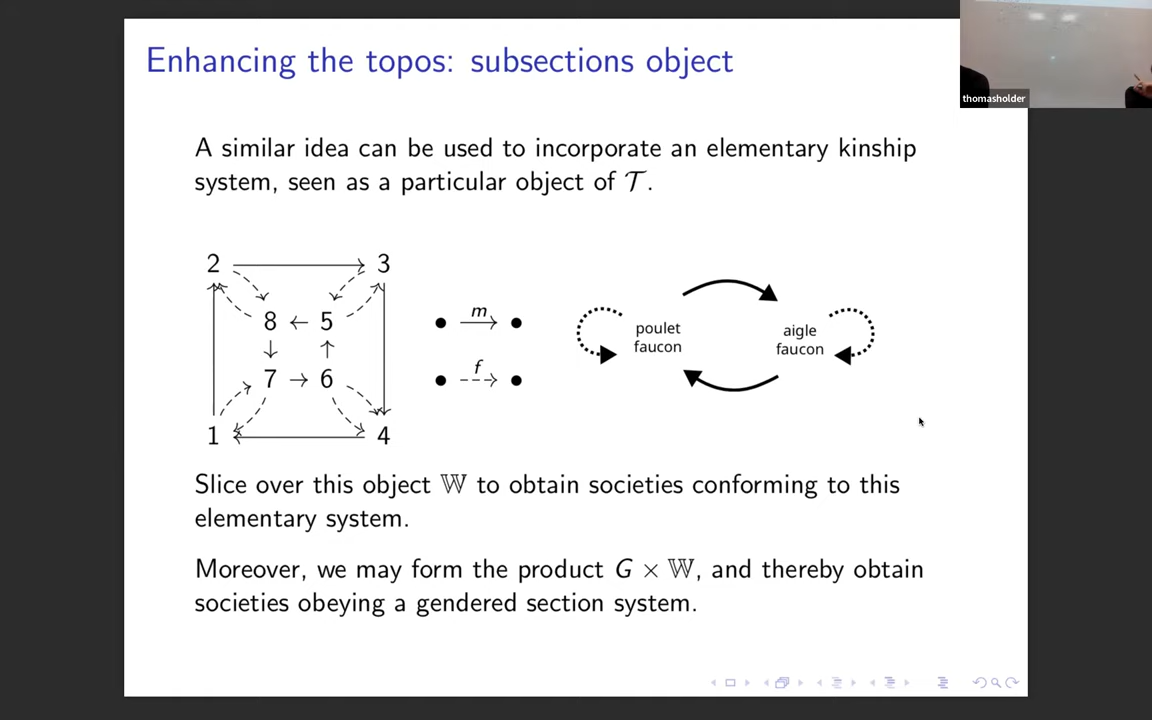 Enhancing the topos: subsections object
thomasholder
A similar idea can be used to incorporate an elementary kinship
system, seen as a particular object of 𝒯.
2 3
8 ← 5
↓ ↑
7 → 6
1 4
m
f
poulet
faucon
aigle
faucon
Slice over this object 𝕎 to obtain societies conforming to this
elementary system.
Moreover, we may form the product G × 𝕎, and thereby obtain
societies obeying a gendered section system.